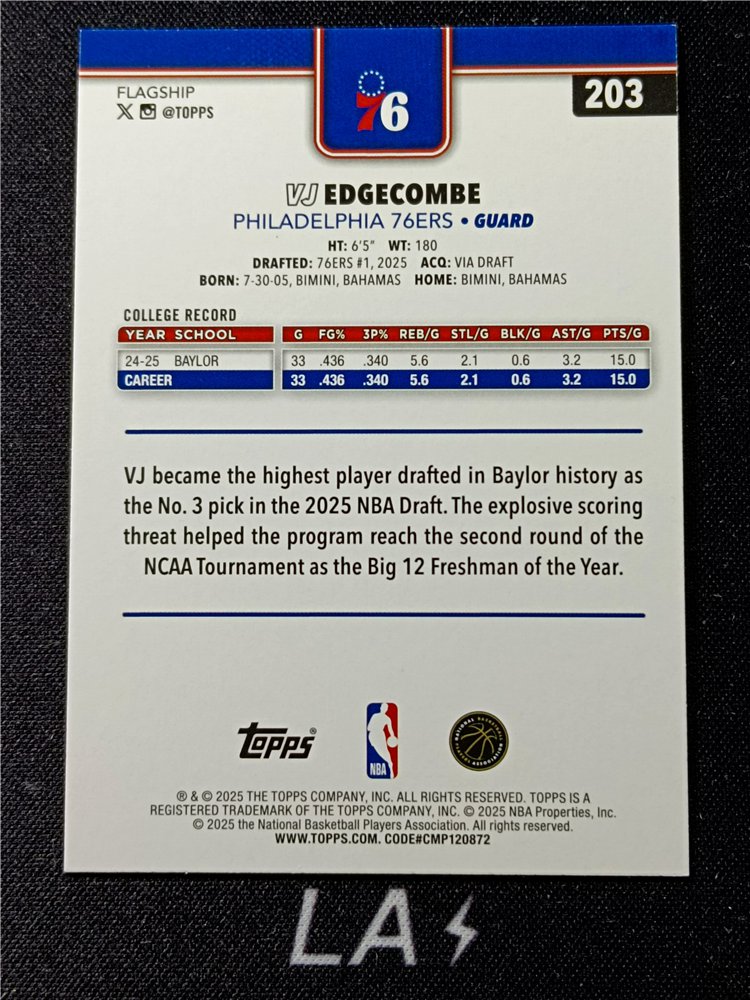 FLAGSHIP
@TOPPS
203
76
VJ EDGECOMBE
PHILADELPHIA 76ERS • GUARD
HT: 6'5" WT: 180
DRAFTED: 76ERS #1, 2025 ACQ: VIA DRAFT
BORN: 7-30-05, BIMINI, BAHAMAS HOME: BIMINI, BAHAMAS
COLLEGE RECORD
YEAR SCHOOL G FG% 3P% REB/G STL/G BLK/G AST/G PTS/G
24-25 BAYLOR 33 .436 .340 5.6 2.1 0.6 3.2 15.0
CAREER 33 .436 .340 5.6 2.1 0.6 3.2 15.0
VJ became the highest player drafted in Baylor history as
the No. 3 pick in the 2025 NBA Draft. The explosive scoring
threat helped the program reach the second round of the
NCAA Tournament as the Big 12 Freshman of the Year.
topps®
NBA
NATIONAL BASKETBALL PLAYERS ASSOCIATION
® & © 2025 THE TOPPS COMPANY, INC. ALL RIGHTS RESERVED. TOPPS IS A
REGISTERED TRADEMARK OF THE TOPPS COMPANY, INC. © 2025 NBA Properties, Inc.
© 2025 the National Basketball Players Association. All rights reserved.
WWW.TOPPS.COM. CODE#CMP120872
LA